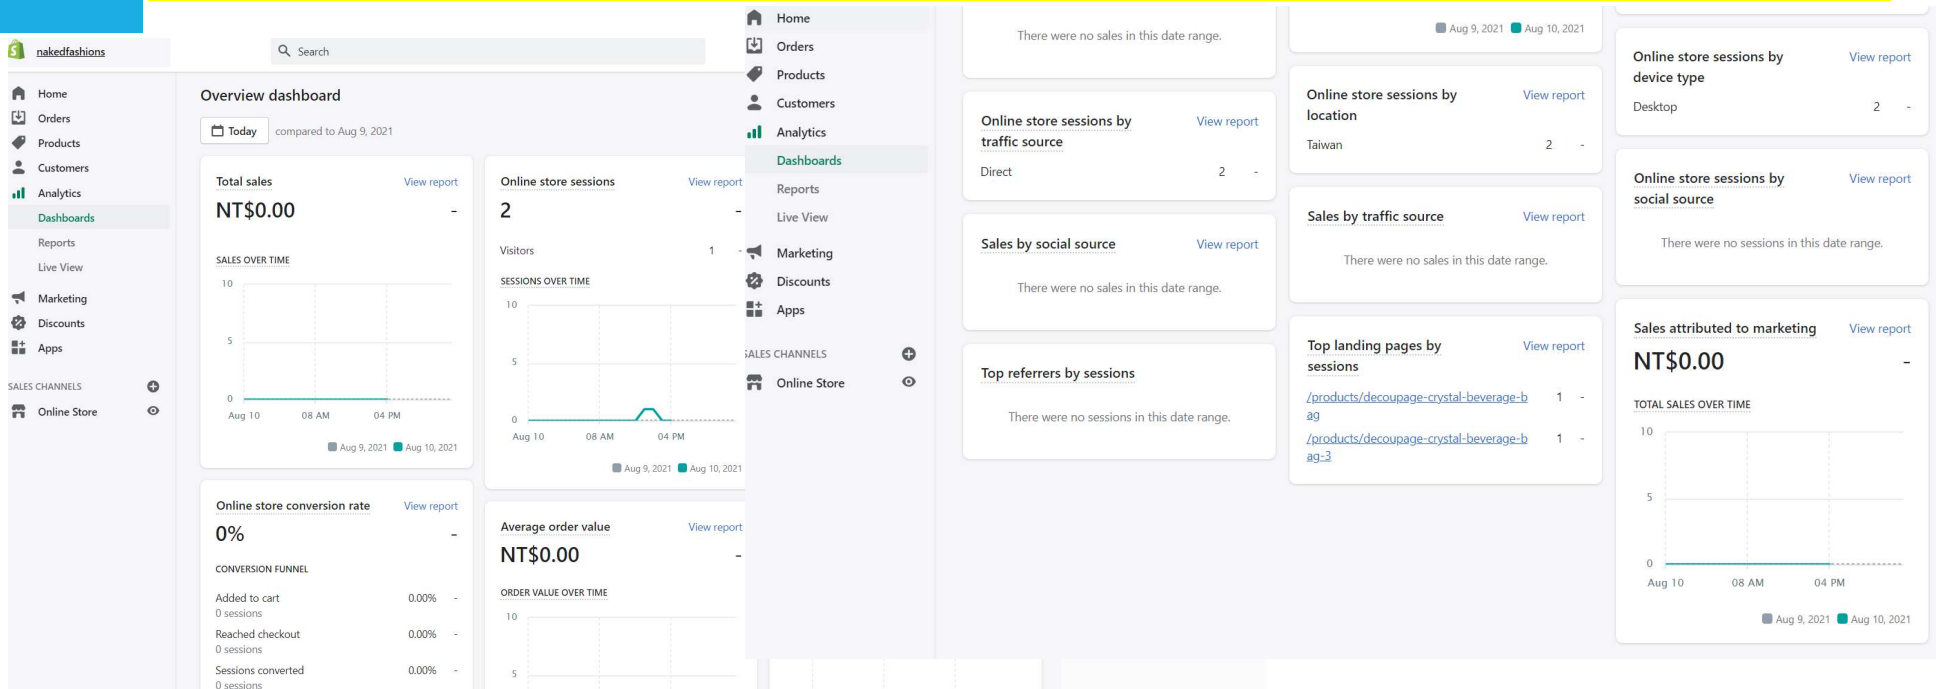 nakedfashions
Search
Home
Orders
Products
Customers
Analytics
Dashboards
Reports
Live View
Marketing
Discounts
Apps
SALES CHANNELS
Online Store
Overview dashboard
Today compared to Aug 9, 2021
Total sales View report
NT$0.00 -
SALES OVER TIME
10
5
0
Aug 10 08 AM 04 PM
Aug 9, 2021 Aug 10, 2021
Online store conversion rate View report
0% -
CONVERSION FUNNEL
Added to cart 0.00% -
0 sessions
Reached checkout 0.00% -
0 sessions
Sessions converted 0.00% -
0 sessions
Online store sessions View report
2 -
Visitors 1 -
SESSIONS OVER TIME
10
5
0
Aug 10 08 AM 04 PM
Aug 9, 2021 Aug 10, 2021
Average order value View report
NT$0.00 -
ORDER VALUE OVER TIME
10
5
Home
Orders
Products
Customers
Analytics
Dashboards
Reports
Live View
Marketing
Discounts
Apps
SALES CHANNELS
Online Store
There were no sales in this date range.
Online store sessions by View report
traffic source
Direct 2 -
Sales by social source View report
There were no sales in this date range.
Top referrers by sessions
There were no sessions in this date range.
Aug 9, 2021 Aug 10, 2021
Online store sessions by View report
location
Taiwan 2 -
Sales by traffic source View report
There were no sales in this date range.
Top landing pages by View report
sessions
/products/decoupage-crystal-beverage-b 1 -
ag
/products/decoupage-crystal-beverage-b 1 -
ag-3
Online store sessions by View report
device type
Desktop 2 -
Online store sessions by View report
social source
There were no sessions in this date range.
Sales attributed to marketing View report
NT$0.00 -
TOTAL SALES OVER TIME
10
5
0
Aug 10 08 AM 04 PM
Aug 9, 2021 Aug 10, 2021